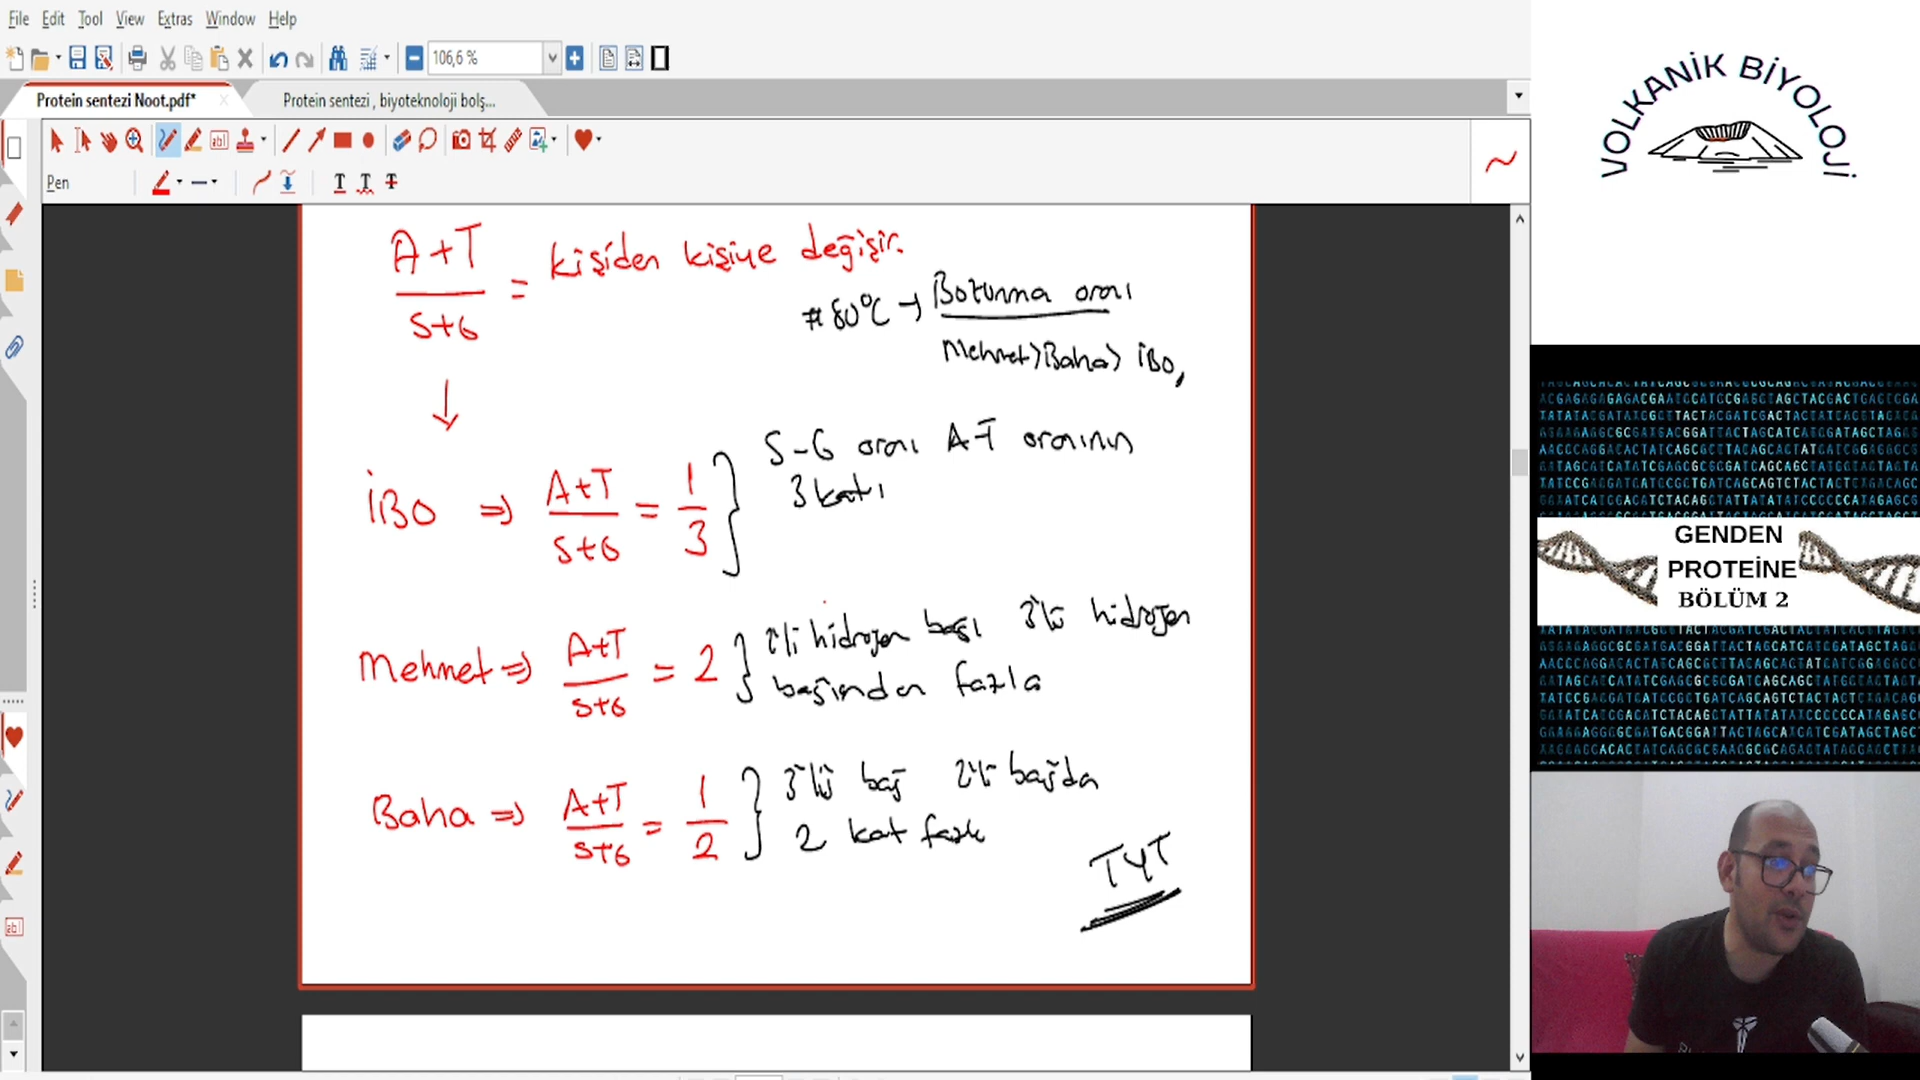 File Edit Tool View Extras Window Help
106,6 %
Protein sentezi Noot.pdf*
Protein sentezi , biyoteknoloji bolş...
Pen
A+T
S+G
= kişiden kişiye değişir.
#80°C → Bozunma oranı
Mehmet>Baha> İBO,
İBO ⇒ A+T / S+G = 1/3
S-G oranı A-T oranının
3 katı
Mehmet ⇒ A+T / S+G = 2
2'li hidrojen bağı 3'lü hidrojen
bağından fazla
Baha ⇒ A+T / S+G = 1/2
3'lü bağ 2'li bağdan
2 kat fazla
TYT
VOLKANİK BİYOLOJİ
GENDEN
PROTEİNE
BÖLÜM 2